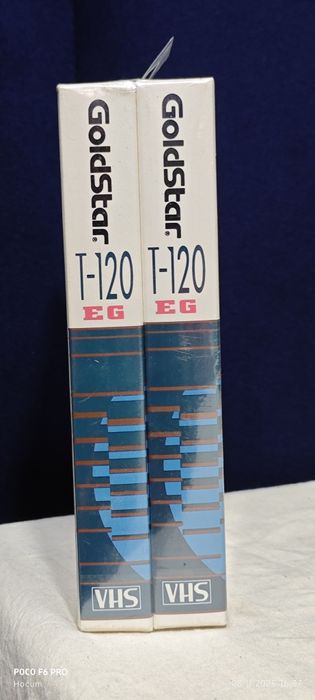 GoldStar®
T-120
EG
VHS
GoldStar®
T-120
EG
VHS
POCO F6 PRO